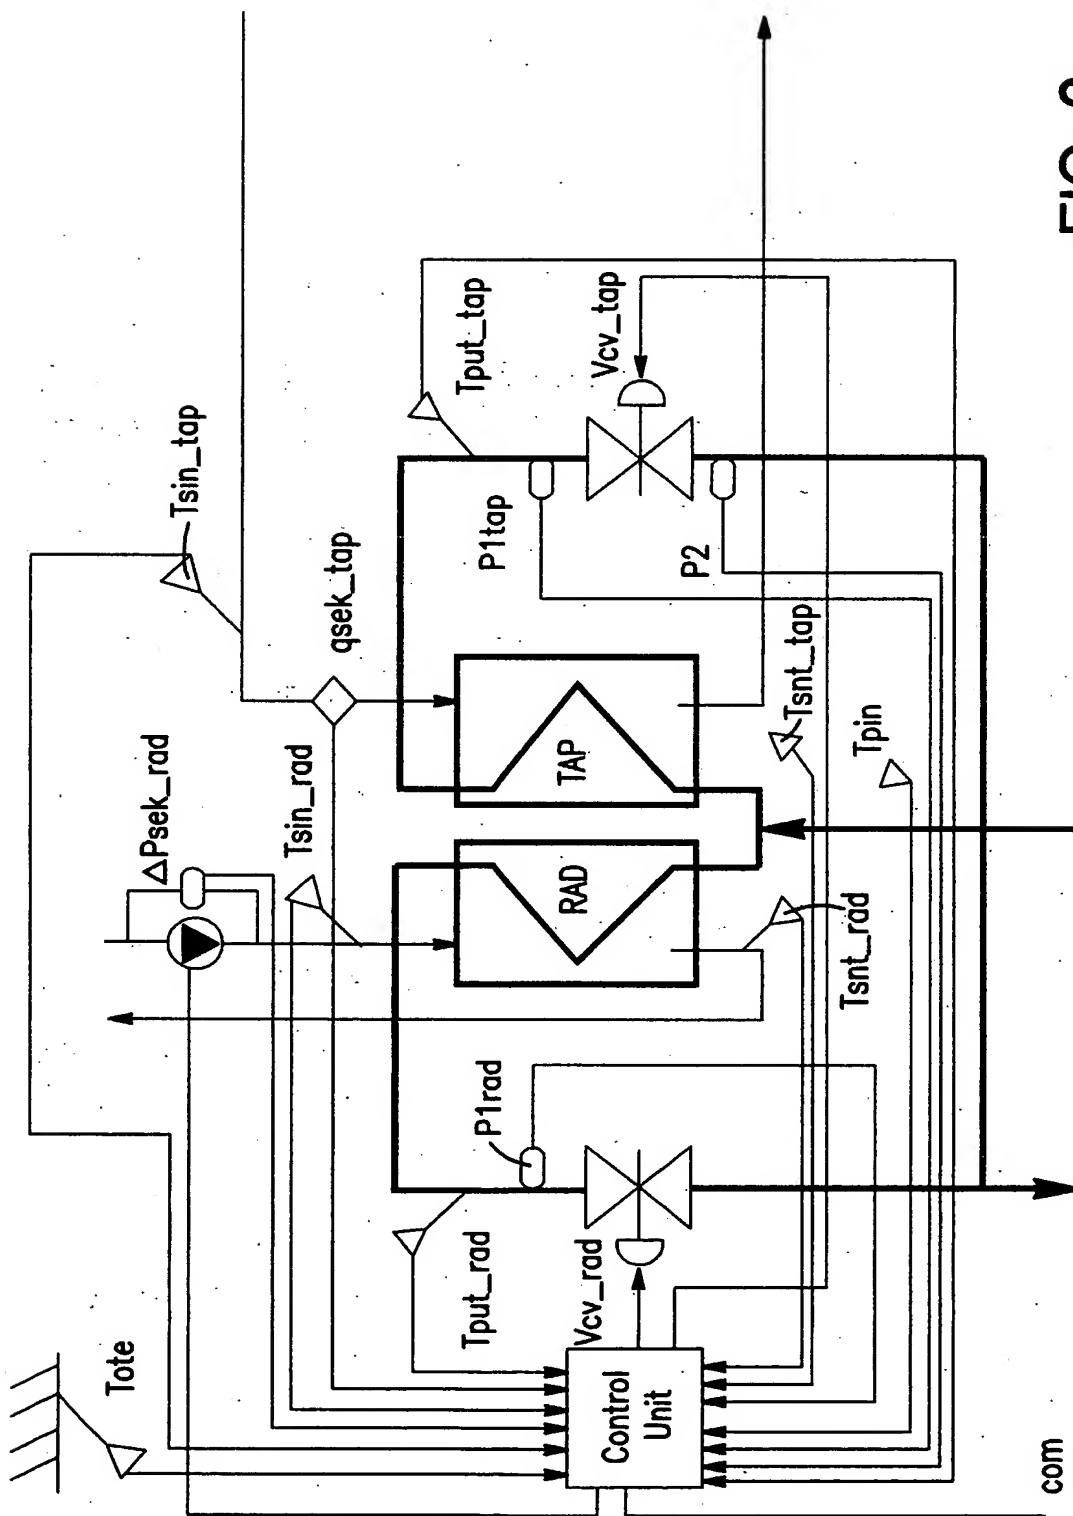 Tote
ΔPsek_rad
Tsin_rad
Tsin_tap
qsek_tap
Tput_tap
Vcv_tap
P1tap
P2
TAP
RAD
Tsnt_tap
Tpin
Tsnt_rad
P1rad
Tput_rad
Vcv_rad
Control
Unit
com
FIG.